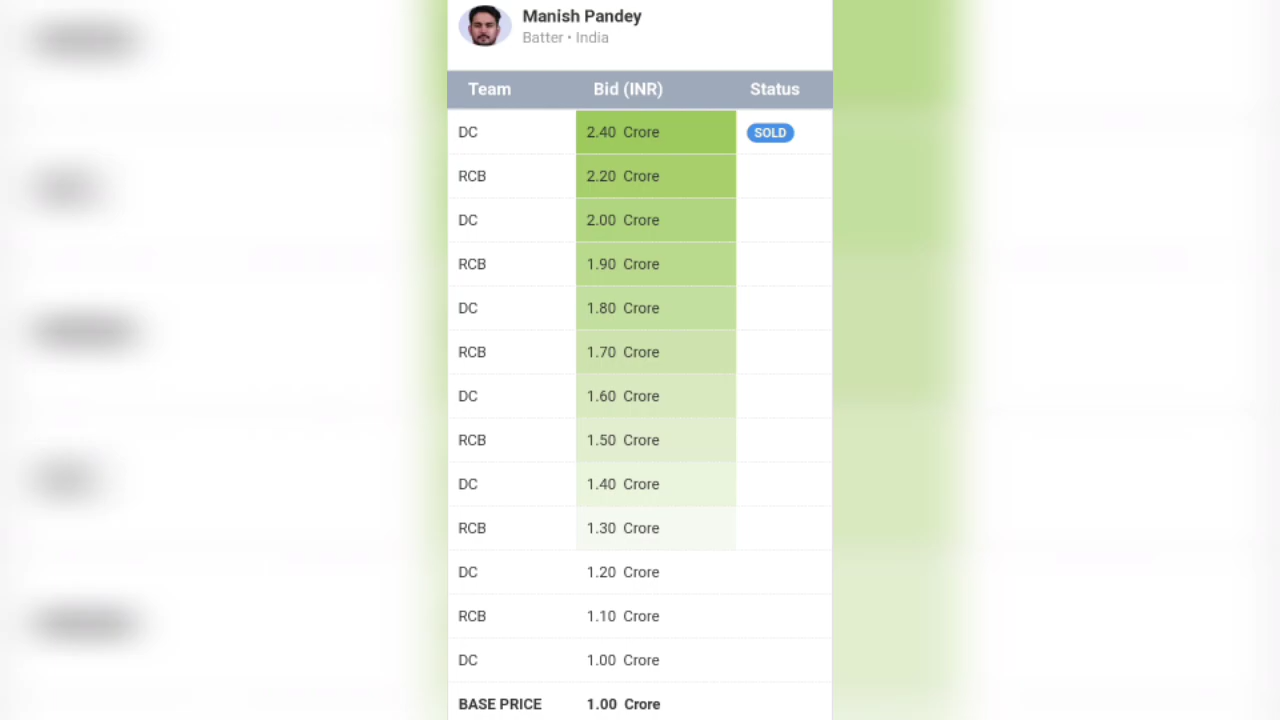 Manish Pandey
Batter • India
Team Bid (INR) Status
DC 2.40 Crore SOLD
RCB 2.20 Crore
DC 2.00 Crore
RCB 1.90 Crore
DC 1.80 Crore
RCB 1.70 Crore
DC 1.60 Crore
RCB 1.50 Crore
DC 1.40 Crore
RCB 1.30 Crore
DC 1.20 Crore
RCB 1.10 Crore
DC 1.00 Crore
BASE PRICE 1.00 Crore